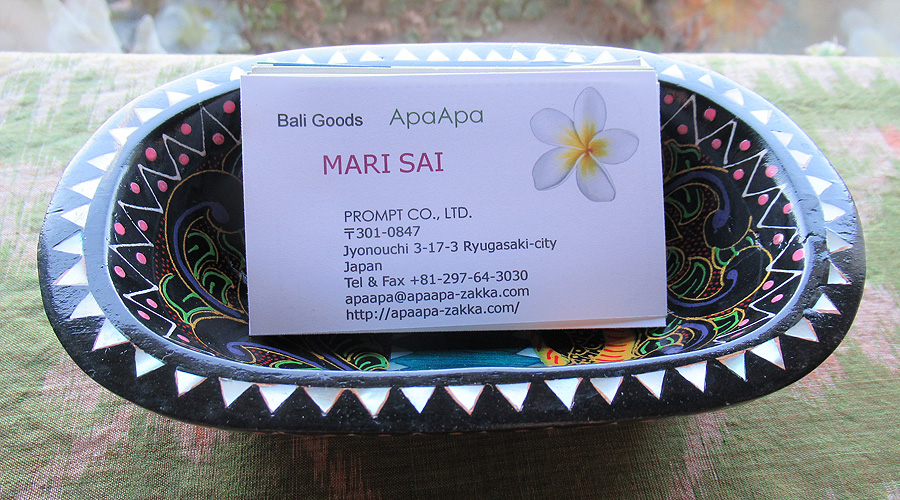 Bali Goods ApaApa
MARI SAI
PROMPT CO., LTD.
〒301-0847
Jyonouchi 3-17-3 Ryugasaki-city
Japan
Tel & Fax +81-297-64-3030
apaapa@apaapa-zakka.com
http://apaapa-zakka.com/